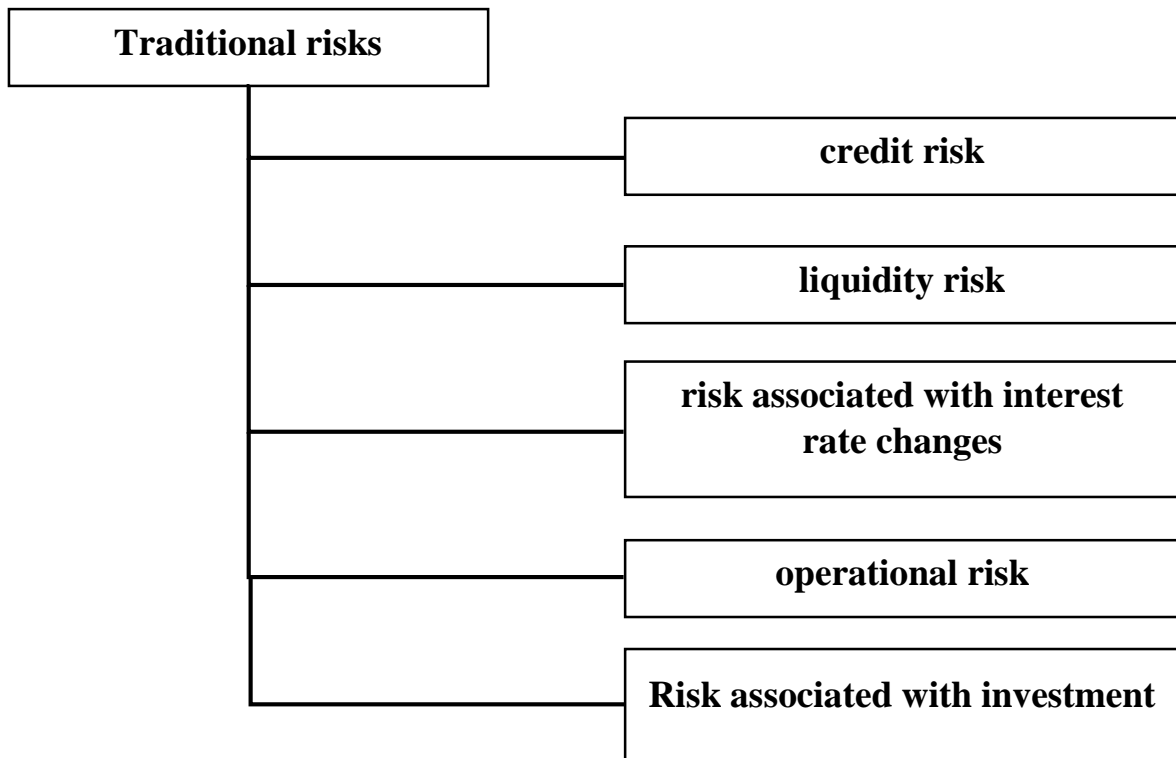 Traditional risks
credit risk
liquidity risk
risk associated with interest
rate changes
operational risk
Risk associated with investment